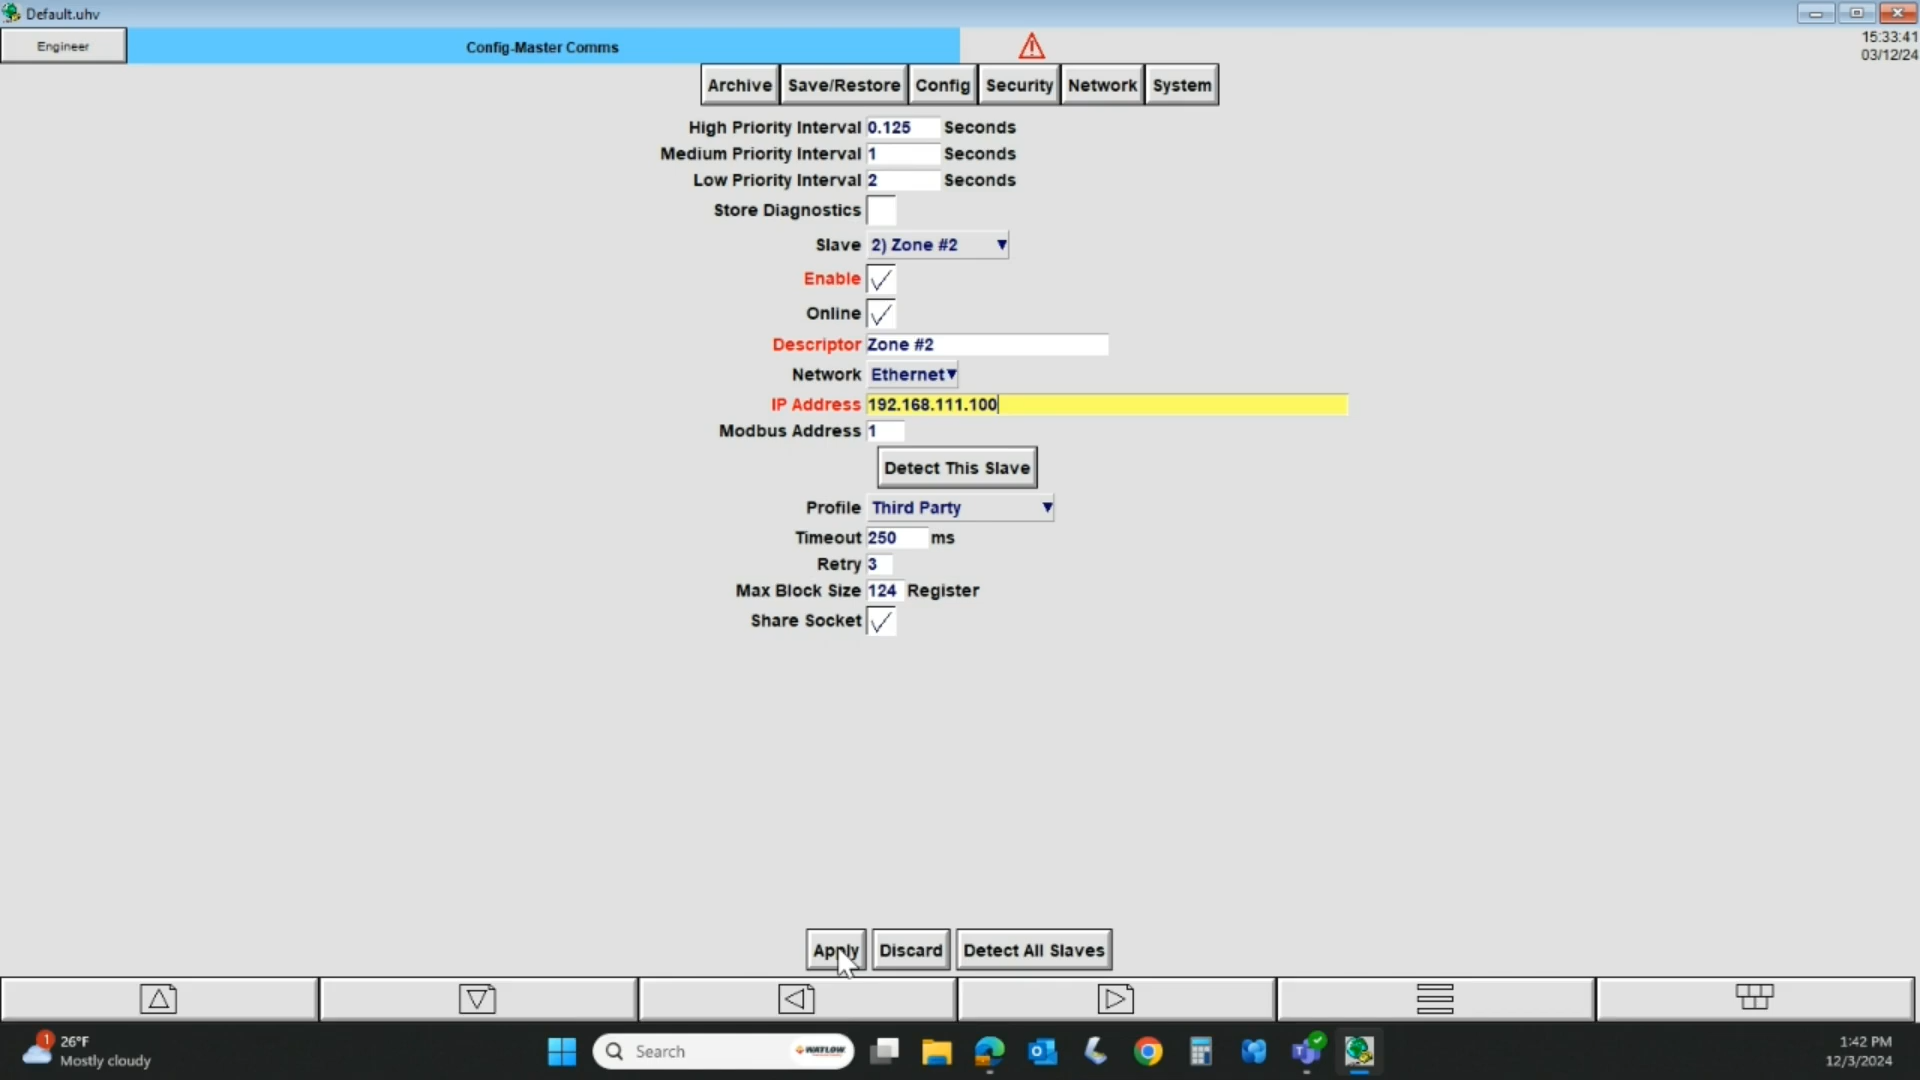 Default.uhv
Engineer
Config-Master Comms
15:33:41
03/12/24
Archive Save/Restore Config Security Network System
High Priority Interval 0.125 Seconds
Medium Priority Interval 1 Seconds
Low Priority Interval 2 Seconds
Store Diagnostics
Slave 2) Zone #2
Enable
Online
Descriptor Zone #2
Network Ethernet
IP Address 192.168.111.100
Modbus Address 1
Detect This Slave
Profile Third Party
Timeout 250 ms
Retry 3
Max Block Size 124 Register
Share Socket
Apply Discard Detect All Slaves
1
26°F
Mostly cloudy
Search
WATLOW
1:42 PM
12/3/2024